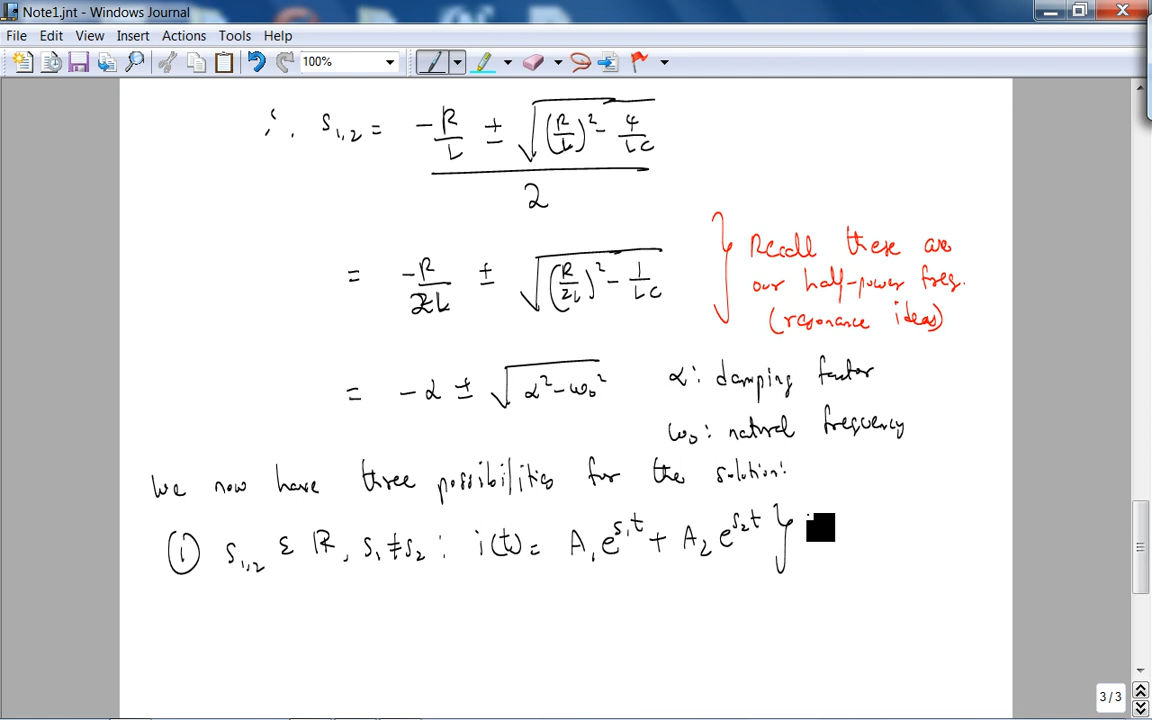 Note1.jnt - Windows Journal
File Edit View Insert Actions Tools Help
100%
∴ s₁,₂ = (-R/L ± √((R/L)² - 4/LC)) / 2
= -R/2L ± √((R/2L)² - 1/LC)
} Recall these are
our half-power freq.
(resonance ideas)
= -α ± √(α² - ω₀²) α: damping factor
ω₀: natural frequency
We now have three possibilities for the solution:
① s₁,₂ ε ℝ, s₁ ≠ s₂ : i(t) = A₁e^(s₁t) + A₂e^(s₂t) }
3 / 3